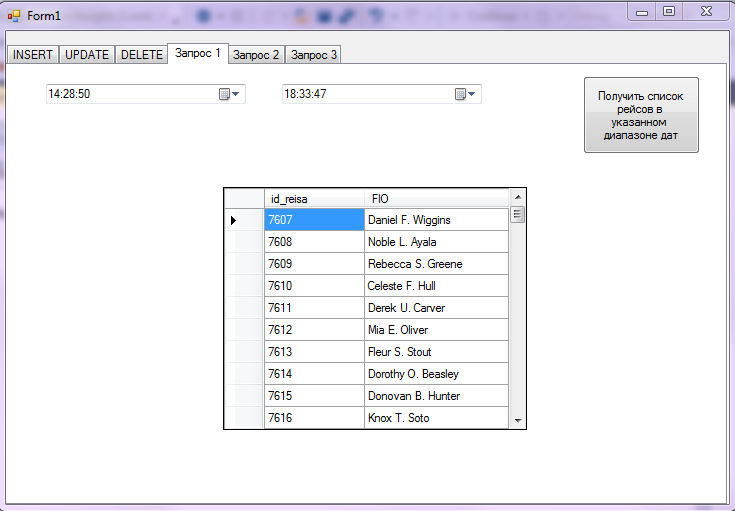 Form1
INSERT UPDATE DELETE Запрос 1 Запрос 2 Запрос 3
14:28:50 18:33:47
Получить список
рейсов в
указанном
диапазоне дат
id_reisa FIO
7607 Daniel F. Wiggins
7608 Noble L. Ayala
7609 Rebecca S. Greene
7610 Celeste F. Hull
7611 Derek U. Carver
7612 Mia E. Oliver
7613 Fleur S. Stout
7614 Dorothy O. Beasley
7615 Donovan B. Hunter
7616 Knox T. Soto